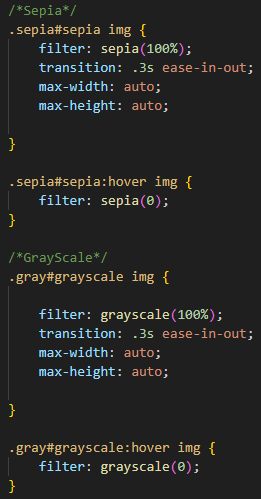 /*Sepia*/
.sepia#sepia img {
    filter: sepia(100%);
    transition: .3s ease-in-out;
    max-width: auto;
    max-height: auto;
}
.sepia#sepia:hover img {
    filter: sepia(0);
}
/*GrayScale*/
.gray#grayscale img {
    filter: grayscale(100%);
    transition: .3s ease-in-out;
    max-width: auto;
    max-height: auto;
}
.gray#grayscale:hover img {
    filter: grayscale(0);
}